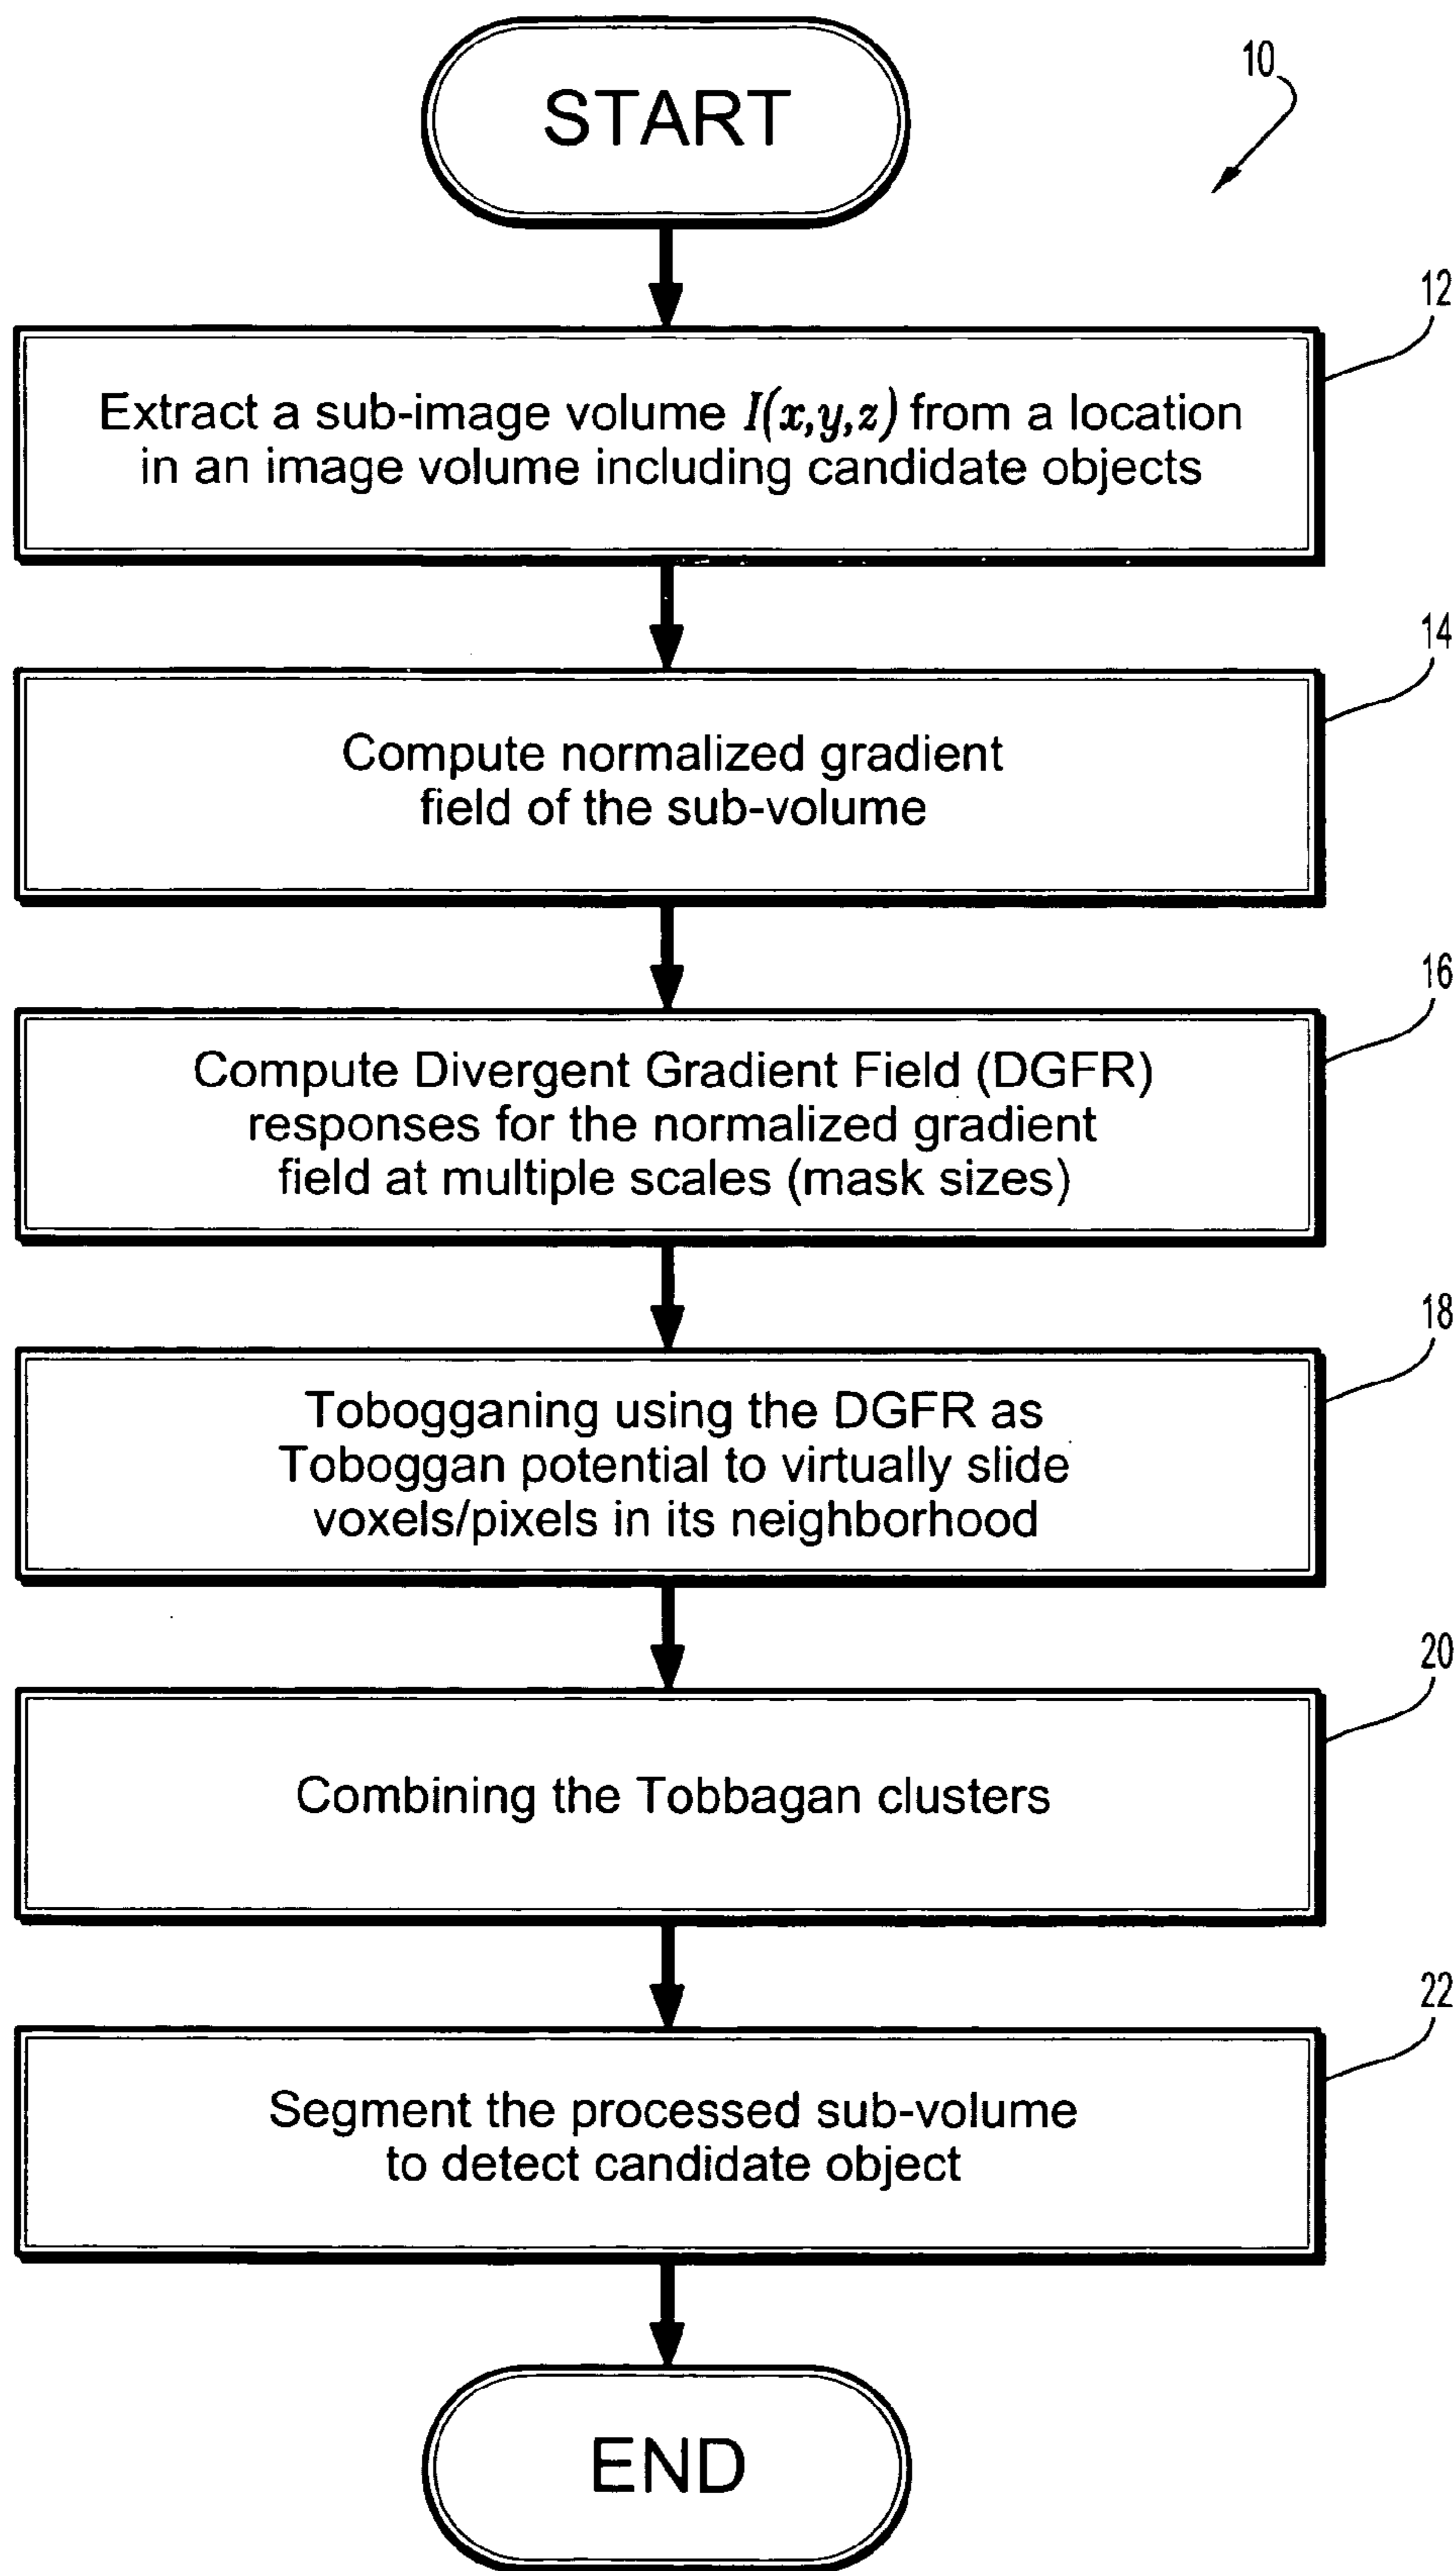 START
10
12
Extract a sub-image volume I(x,y,z) from a location
in an image volume including candidate objects
14
Compute normalized gradient
field of the sub-volume
16
Compute Divergent Gradient Field (DGFR)
responses for the normalized gradient
field at multiple scales (mask sizes)
18
Tobogganing using the DGFR as
Toboggan potential to virtually slide
voxels/pixels in its neighborhood
20
Combining the Tobbagan clusters
22
Segment the processed sub-volume
to detect candidate object
END